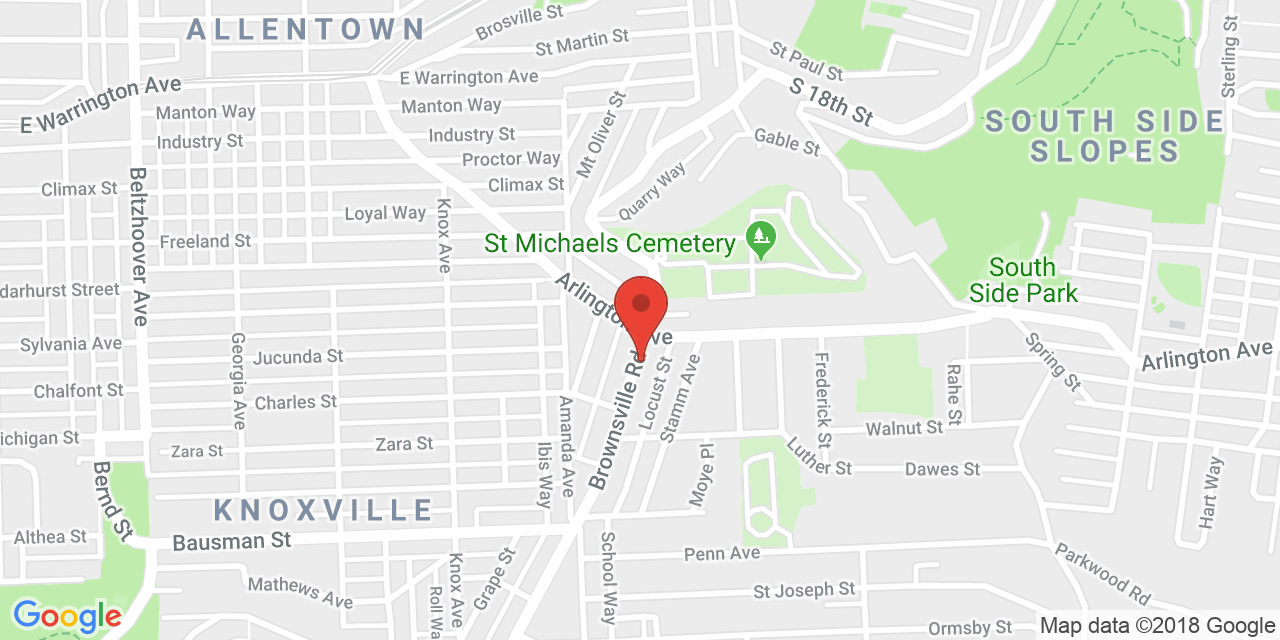 ALLENTOWN
Brosville St
St Martin St
St Paul St
Sterling St
E Warrington Ave
E Warrington Ave
Manton Way
Manton Way
S 18th St
SOUTH SIDE
SLOPES
Industry St
Industry St
Mt Oliver St
Gable St
Proctor Way
Climax St
Climax St
Quarry Way
Loyal Way
Knox Ave
Beltzhoover Ave
Freeland St
St Michaels Cemetery
South
Side Park
darhurst Street
Arlington Ave
Sylvania Ave
Georgia Ave
Jucunda St
Brownsville Rd
Locust St
Stamm Ave
Frederick St
Rahe St
Spring St
Arlington Ave
Chalfont St
Charles St
Amanda Ave
Ibis Way
ichigan St
Zara St
Zara St
Walnut St
Luther St
Dawes St
Moye Pl
Hart Way
Bernd St
KNOXVILLE
Althea St
Bausman St
School Way
Penn Ave
Parkwood Rd
Mathews Ave
Knox Ave
Roll Wa
Grape St
St Joseph St
Ormsby St
Google
Map data ©2018 Google